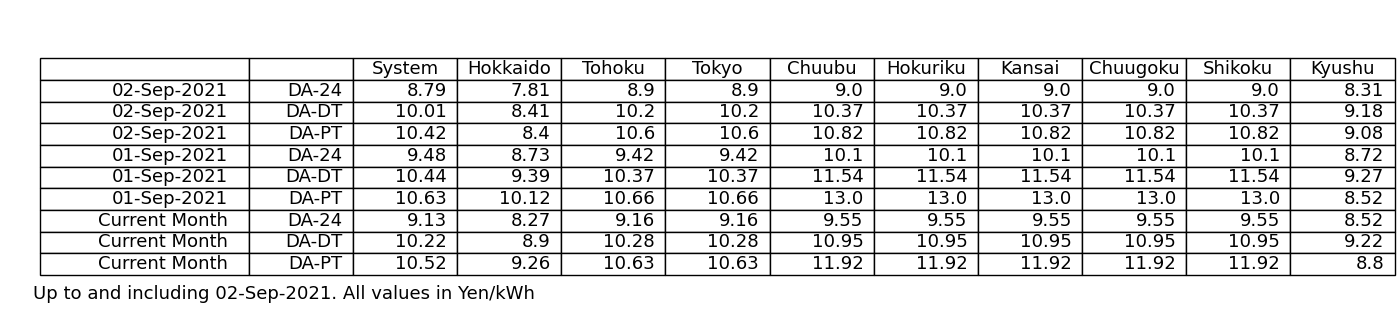 System Hokkaido Tohoku Tokyo Chuubu Hokuriku Kansai Chuugoku Shikoku Kyushu
02-Sep-2021 DA-24 8.79 7.81 8.9 8.9 9.0 9.0 9.0 9.0 9.0 8.31
02-Sep-2021 DA-DT 10.01 8.41 10.2 10.2 10.37 10.37 10.37 10.37 10.37 9.18
02-Sep-2021 DA-PT 10.42 8.4 10.6 10.6 10.82 10.82 10.82 10.82 10.82 9.08
01-Sep-2021 DA-24 9.48 8.73 9.42 9.42 10.1 10.1 10.1 10.1 10.1 8.72
01-Sep-2021 DA-DT 10.44 9.39 10.37 10.37 11.54 11.54 11.54 11.54 11.54 9.27
01-Sep-2021 DA-PT 10.63 10.12 10.66 10.66 13.0 13.0 13.0 13.0 13.0 8.52
Current Month DA-24 9.13 8.27 9.16 9.16 9.55 9.55 9.55 9.55 9.55 8.52
Current Month DA-DT 10.22 8.9 10.28 10.28 10.95 10.95 10.95 10.95 10.95 9.22
Current Month DA-PT 10.52 9.26 10.63 10.63 11.92 11.92 11.92 11.92 11.92 8.8
Up to and including 02-Sep-2021. All values in Yen/kWh